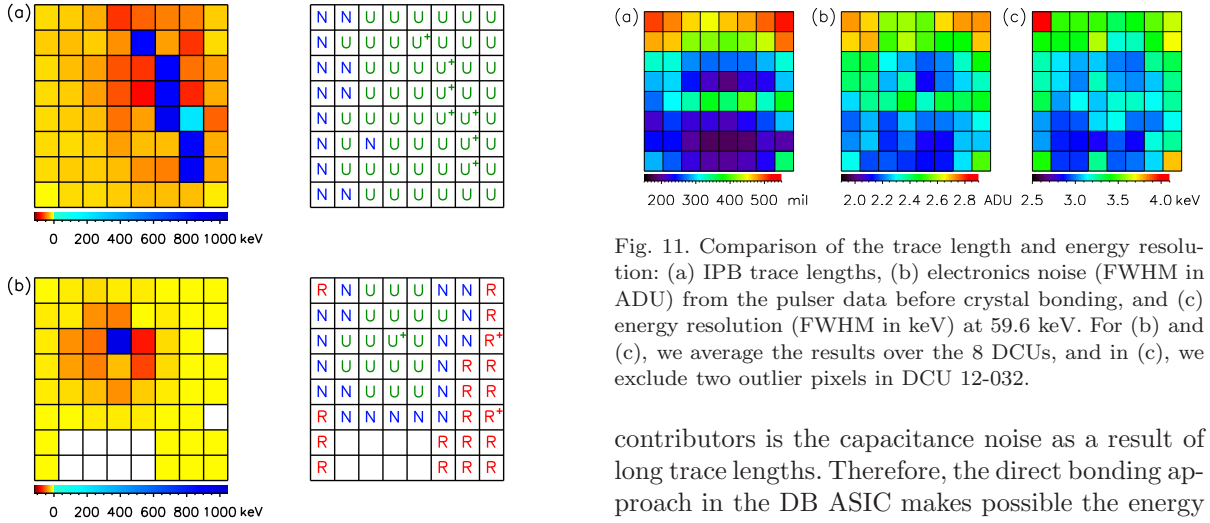 (a)
N N U U U U U U
N U U U U+ U U U
N N U U U U+ U U
N N U U U U+ U U
N U U U U U+ U+ U
N U N U U U U+ U
N U U U U U U+ U
N N U U U U U U
0 200 400 600 800 1000 keV
(b)
R N U U U N N R
N N U U U U N R
N U U U+ U N N R+
N N U U U N R R
N N U U U N R R
R N N N N N R R+
R R R R
R R R R
0 200 400 600 800 1000 keV
(a) (b) (c)
200 300 400 500 mil 2.0 2.2 2.4 2.6 2.8 ADU 2.5 3.0 3.5 4.0 keV
Fig. 11. Comparison of the trace length and energy resolu-
tion: (a) IPB trace lengths, (b) electronics noise (FWHM in
ADU) from the pulser data before crystal bonding, and (c)
energy resolution (FWHM in keV) at 59.6 keV. For (b) and
(c), we average the results over the 8 DCUs, and in (c), we
exclude two outlier pixels in DCU 12-032.
contributors is the capacitance noise as a result of
long trace lengths. Therefore, the direct bonding ap-
proach in the DB ASIC makes possible the energy